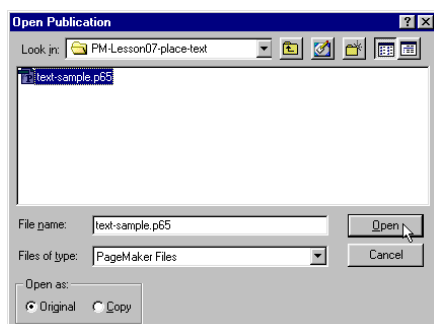 Open Publication
Look in: PM-Lesson07-place-text
text-sample.p65
File name: text-sample.p65 Open
Files of type: PageMaker Files Cancel
Open as:
Original Copy